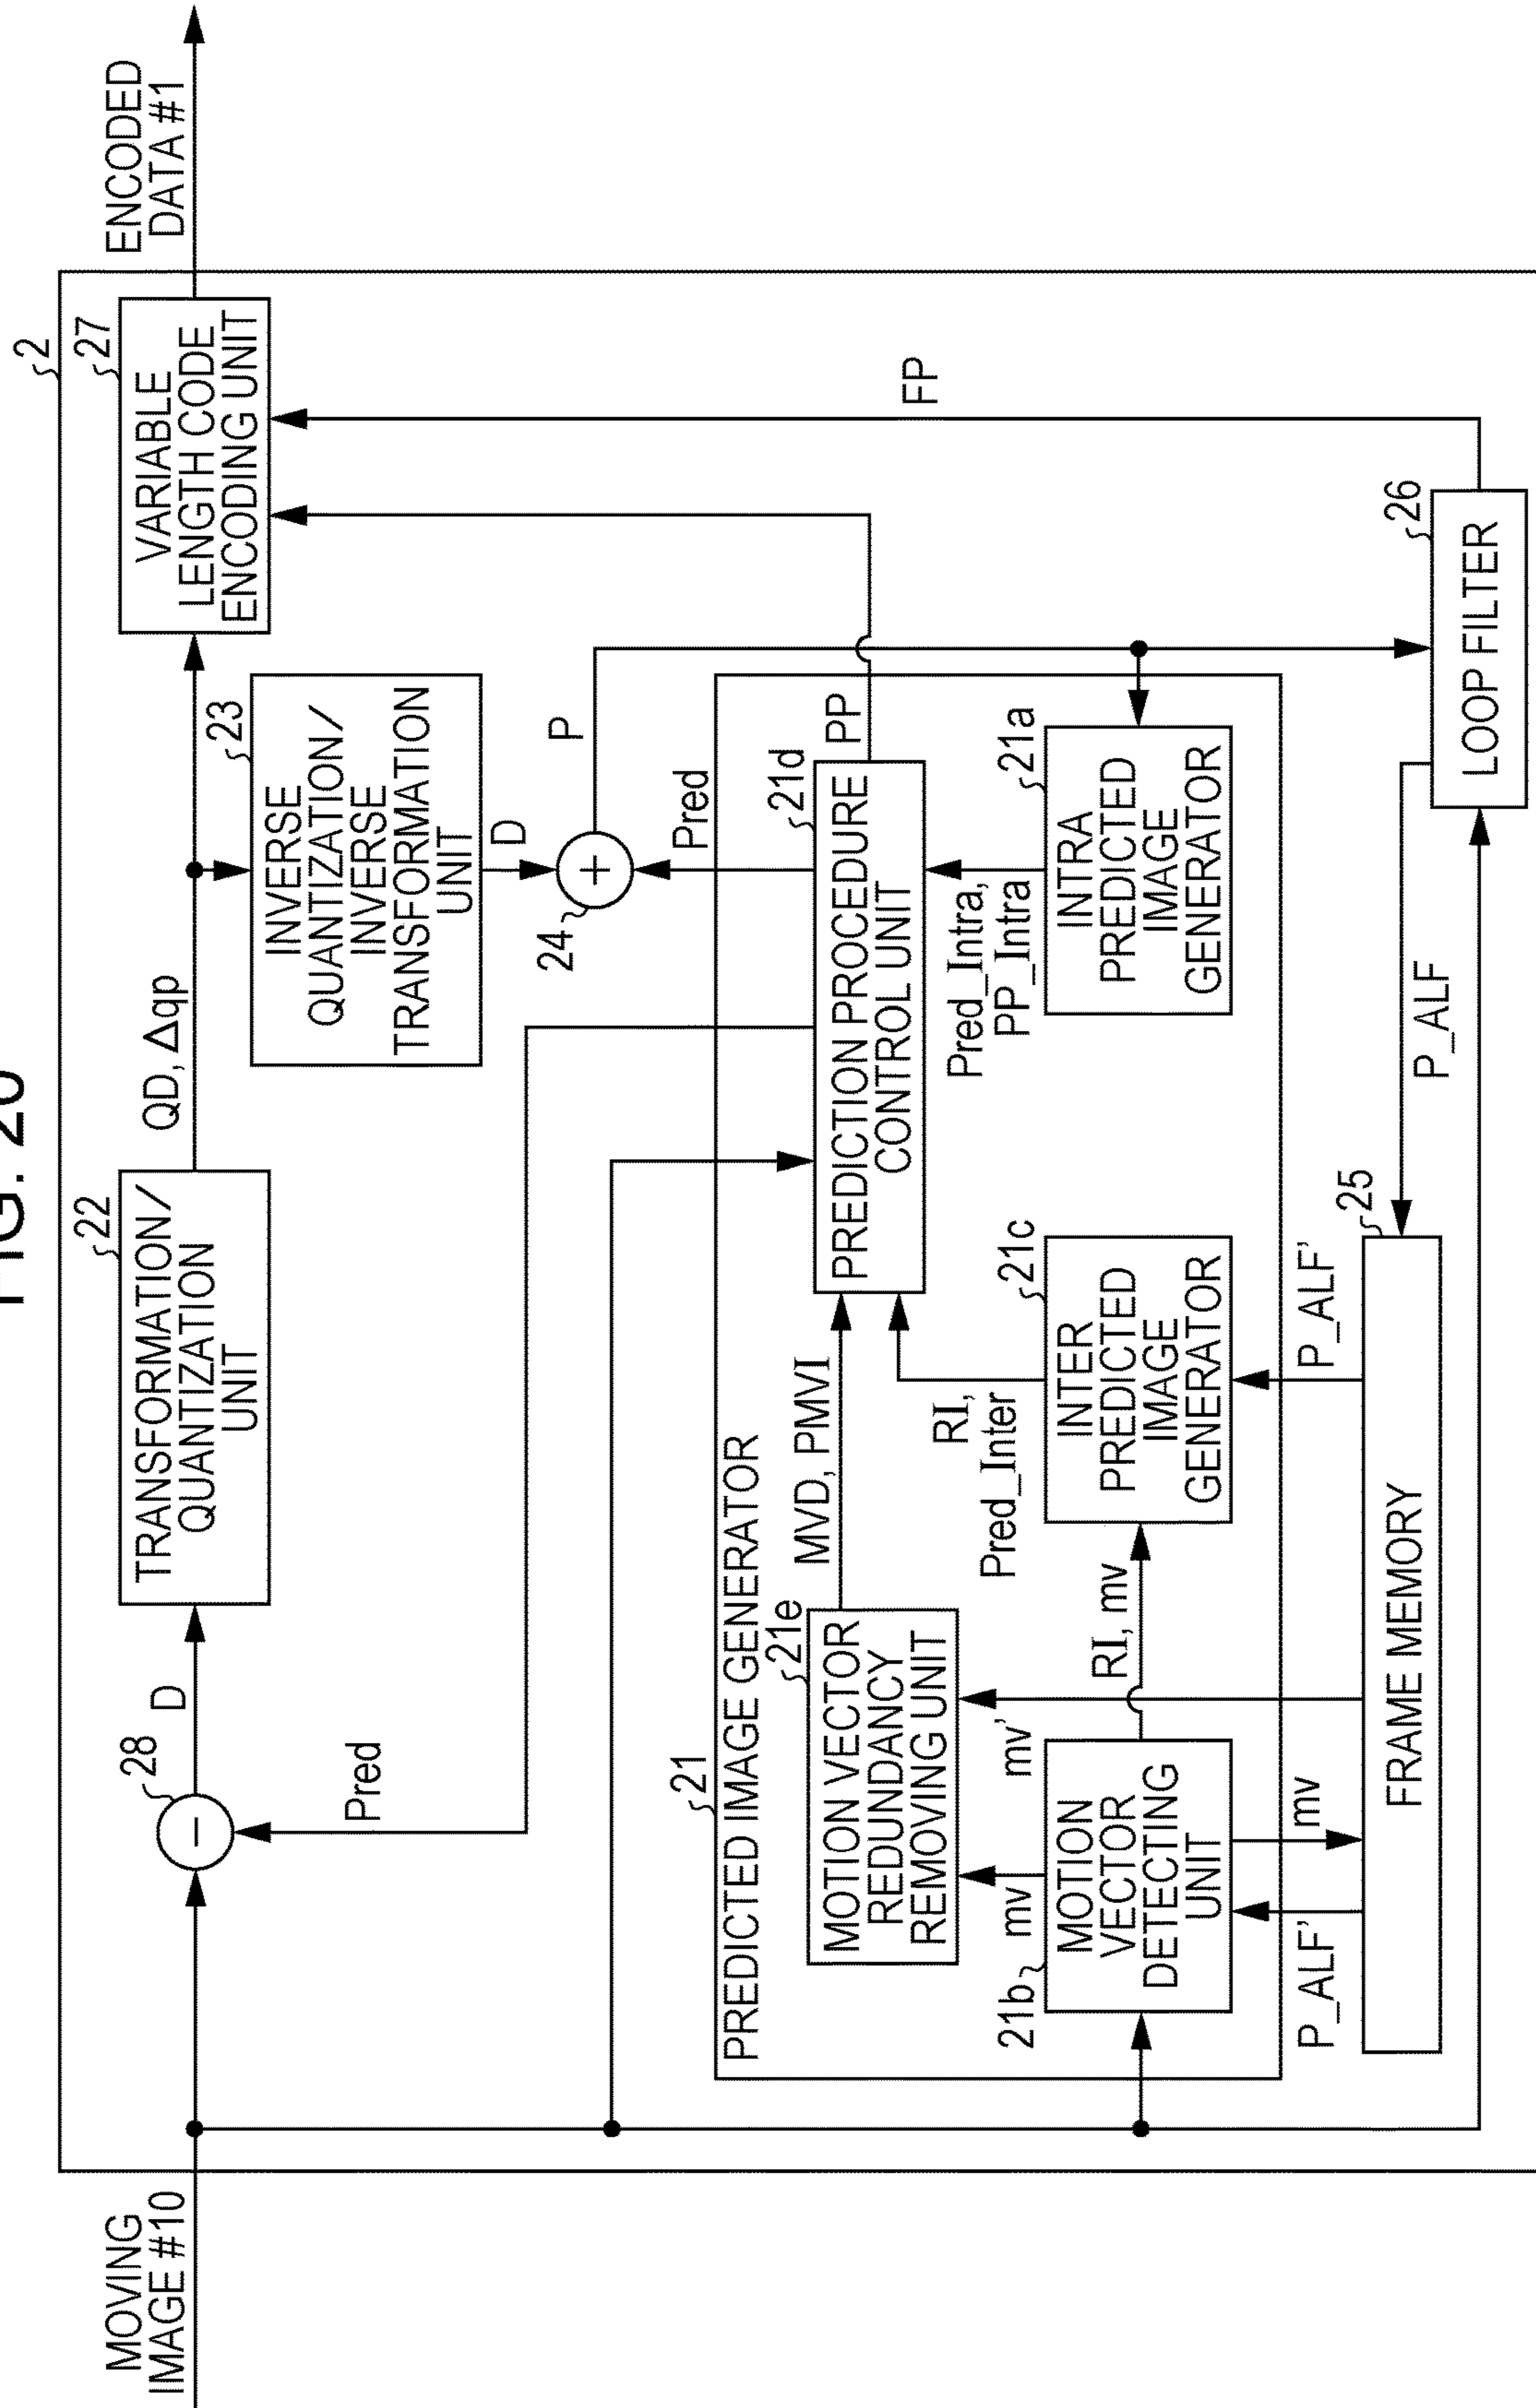 FIG. 20
MOVING
IMAGE #10
ENCODED
DATA #1
2
28
D
Pred
22
TRANSFORMATION/
QUANTIZATION
UNIT
QD, Δqp
27
VARIABLE
LENGTH CODE
ENCODING UNIT
23
INVERSE
QUANTIZATION/
INVERSE
TRANSFORMATION
UNIT
D
24
P
Pred
FP
21
PREDICTED IMAGE GENERATOR
21e
MOTION VECTOR
REDUNDANCY
REMOVING UNIT
MVD, PMVI
21d
PREDICTION PROCEDURE
CONTROL UNIT
PP
mv
mv'
RI,
Pred_Inter
Pred_Intra,
PP_Intra
21b
MOTION
VECTOR
DETECTING
UNIT
RI, mv
21c
INTER
PREDICTED
IMAGE
GENERATOR
21a
INTRA
PREDICTED
IMAGE
GENERATOR
P_ALF'
mv
P_ALF'
25
FRAME MEMORY
P_ALF
26
LOOP FILTER